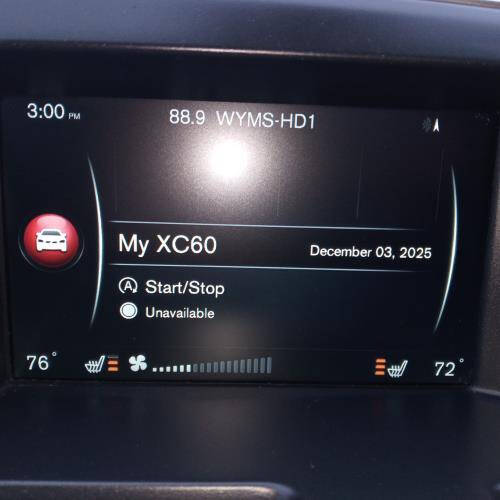 3:00 PM 88.9 WYMS-HD1
My XC60 December 03, 2025
A Start/Stop
Unavailable
76° 72°